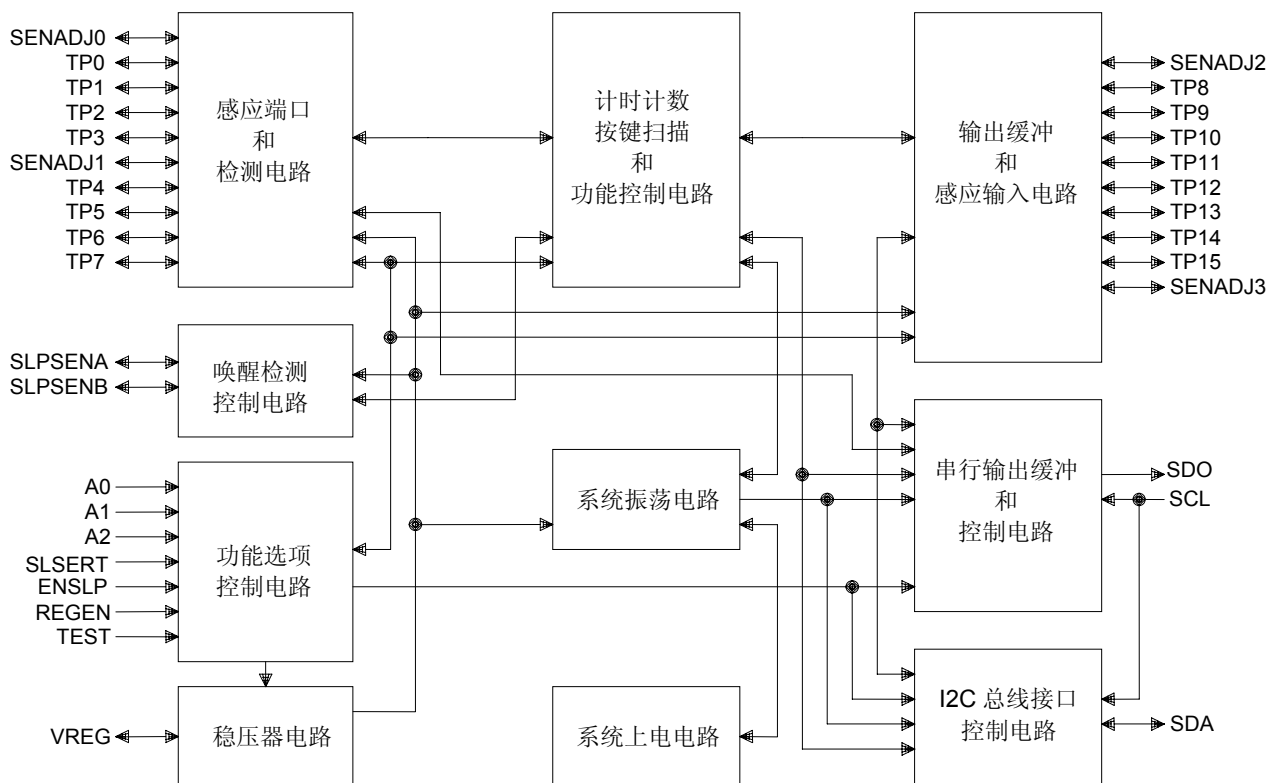 SENADJ0
TP0
TP1
TP2
TP3
SENADJ1
TP4
TP5
TP6
TP7
感应端口
和
检测电路
计时计数
按键扫描
和
功能控制电路
输出缓冲
和
感应输入电路
SENADJ2
TP8
TP9
TP10
TP11
TP12
TP13
TP14
TP15
SENADJ3
SLPSENA
SLPSENB
唤醒检测
控制电路
A0
A1
A2
SLSERT
ENSLP
REGEN
TEST
功能选项
控制电路
系统振荡电路
串行输出缓冲
和
控制电路
SDO
SCL
VREG
稳压器电路
系统上电电路
I2C 总线接口
控制电路
SDA